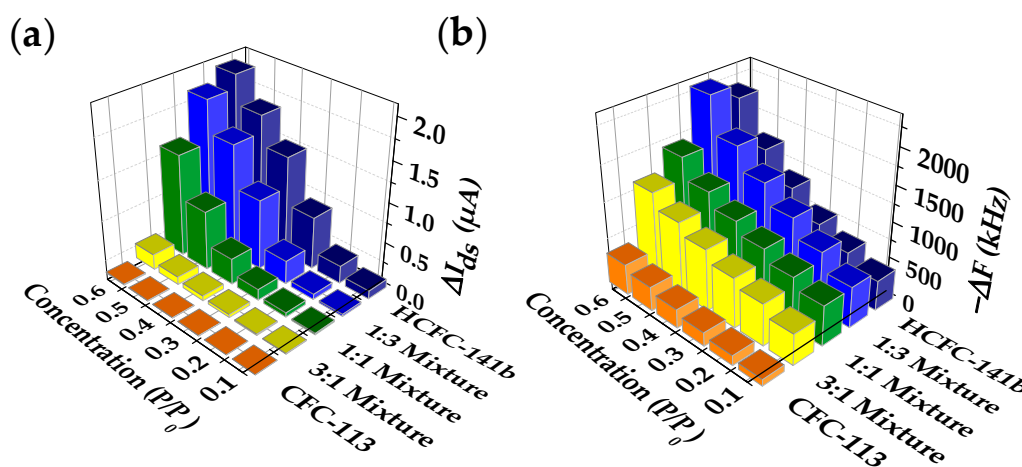 (a)
2.0
1.5
1.0
0.5
0.0
ΔIds (μA)
0.6
0.5
0.4
0.3
0.2
0.1
Concentration (P/P0)
HCFC-141b
1:3 Mixture
1:1 Mixture
3:1 Mixture
CFC-113
(b)
2000
1500
1000
500
0
−ΔF (kHz)
0.6
0.5
0.4
0.3
0.2
0.1
Concentration (P/P0)
HCFC-141b
1:3 Mixture
1:1 Mixture
3:1 Mixture
CFC-113